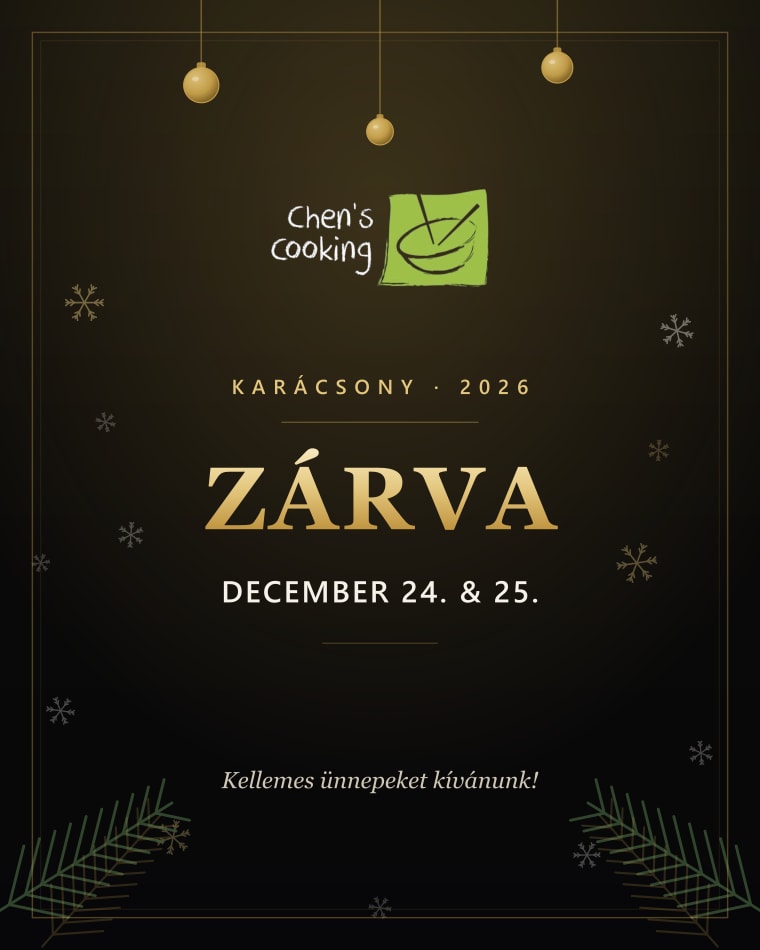 Chen's
Cooking
KARÁCSONY · 2026
ZÁRVA
DECEMBER 24. & 25.
Kellemes ünnepeket kívánunk!